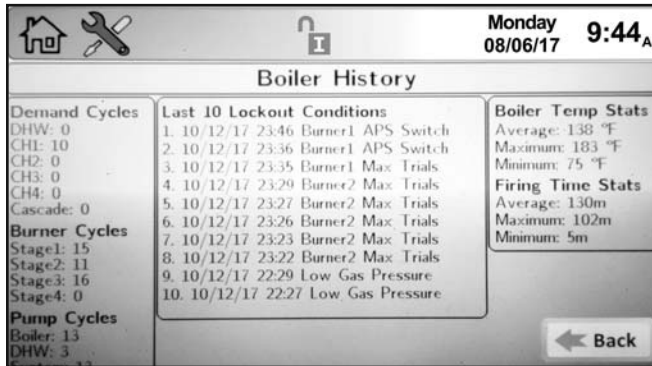 Monday
08/06/17
9:44A
I
Boiler History
Demand Cycles
DHW: 0
CH1: 10
CH2: 0
CH3: 0
CH4: 0
Cascade: 0
Burner Cycles
Stage1: 15
Stage2: 11
Stage3: 16
Stage4: 0
Pump Cycles
Boiler: 13
DHW: 3
Last 10 Lockout Conditions
1. 10/12/17 23:46 Burner1 APS Switch
2. 10/12/17 23:36 Burner1 APS Switch
3. 10/12/17 23:35 Burner1 Max Trials
4. 10/12/17 23:29 Burner2 Max Trials
5. 10/12/17 23:27 Burner2 Max Trials
6. 10/12/17 23:26 Burner2 Max Trials
7. 10/12/17 23:23 Burner2 Max Trials
8. 10/12/17 23:22 Burner2 Max Trials
9. 10/12/17 22:29 Low Gas Pressure
10. 10/12/17 22:27 Low Gas Pressure
Boiler Temp Stats
Average: 138 °F
Maximum: 183 °F
Minimum: 75 °F
Firing Time Stats
Average: 130m
Maximum: 102m
Minimum: 5m
Back